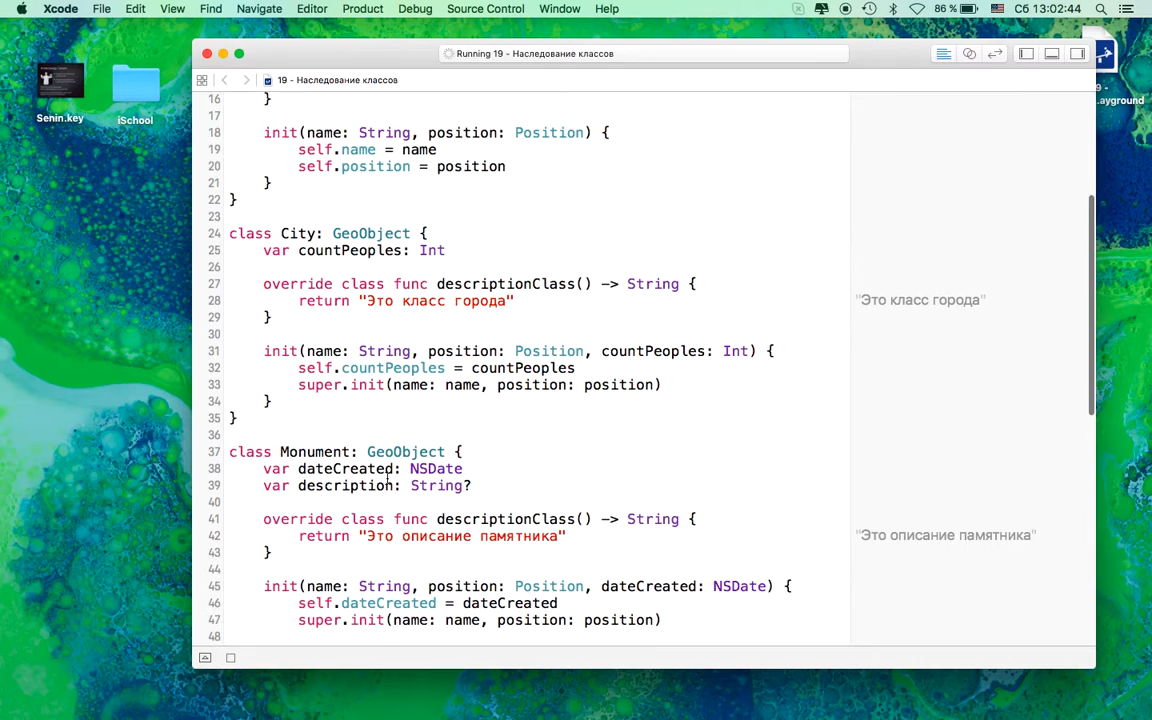 Xcode File Edit View Find Navigate Editor Product Debug Source Control Window Help 86 % Сб 13:02:44
Running 19 - Наследование классов
19 - Наследование классов
Senin.key
iSchool
9 -
.ayground
16 }
17
18 init(name: String, position: Position) {
19 self.name = name
20 self.position = position
21 }
22 }
23
24 class City: GeoObject {
25 var countPeoples: Int
26
27 override class func descriptionClass() -> String {
28 return "Это класс города"
"Это класс города"
29 }
30
31 init(name: String, position: Position, countPeoples: Int) {
32 self.countPeoples = countPeoples
33 super.init(name: name, position: position)
34 }
35 }
36
37 class Monument: GeoObject {
38 var dateCreated: NSDate
39 var description: String?
40
41 override class func descriptionClass() -> String {
42 return "Это описание памятника"
"Это описание памятника"
43 }
44
45 init(name: String, position: Position, dateCreated: NSDate) {
46 self.dateCreated = dateCreated
47 super.init(name: name, position: position)
48